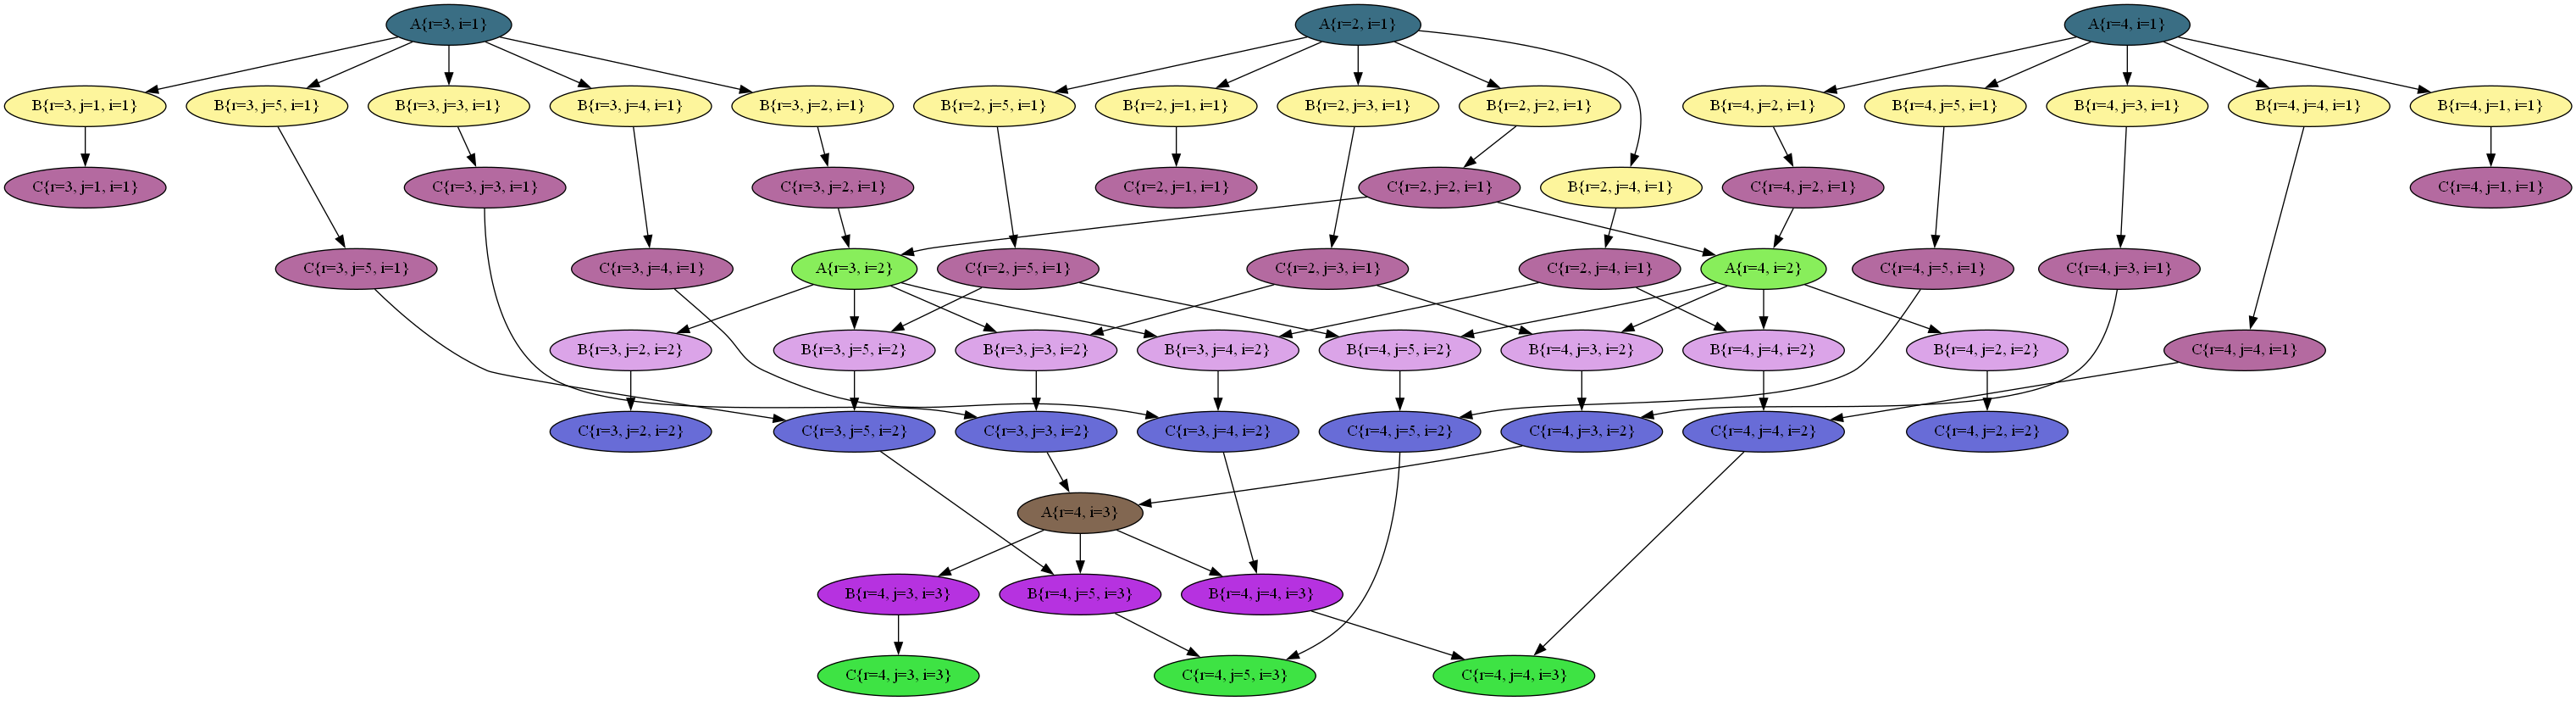 A{r=3, i=1}
A{r=2, i=1}
A{r=4, i=1}
B{r=3, j=1, i=1}
B{r=3, j=5, i=1}
B{r=3, j=3, i=1}
B{r=3, j=4, i=1}
B{r=3, j=2, i=1}
B{r=2, j=5, i=1}
B{r=2, j=1, i=1}
B{r=2, j=3, i=1}
B{r=2, j=2, i=1}
B{r=4, j=2, i=1}
B{r=4, j=5, i=1}
B{r=4, j=3, i=1}
B{r=4, j=4, i=1}
B{r=4, j=1, i=1}
C{r=3, j=1, i=1}
C{r=3, j=3, i=1}
C{r=3, j=2, i=1}
C{r=2, j=1, i=1}
C{r=2, j=2, i=1}
B{r=2, j=4, i=1}
C{r=4, j=2, i=1}
C{r=4, j=1, i=1}
C{r=3, j=5, i=1}
C{r=3, j=4, i=1}
A{r=3, i=2}
C{r=2, j=5, i=1}
C{r=2, j=3, i=1}
C{r=2, j=4, i=1}
A{r=4, i=2}
C{r=4, j=5, i=1}
C{r=4, j=3, i=1}
B{r=3, j=2, i=2}
B{r=3, j=5, i=2}
B{r=3, j=3, i=2}
B{r=3, j=4, i=2}
B{r=4, j=5, i=2}
B{r=4, j=3, i=2}
B{r=4, j=4, i=2}
B{r=4, j=2, i=2}
C{r=4, j=4, i=1}
C{r=3, j=2, i=2}
C{r=3, j=5, i=2}
C{r=3, j=3, i=2}
C{r=3, j=4, i=2}
C{r=4, j=5, i=2}
C{r=4, j=3, i=2}
C{r=4, j=4, i=2}
C{r=4, j=2, i=2}
A{r=4, i=3}
B{r=4, j=3, i=3}
B{r=4, j=5, i=3}
B{r=4, j=4, i=3}
C{r=4, j=3, i=3}
C{r=4, j=5, i=3}
C{r=4, j=4, i=3}